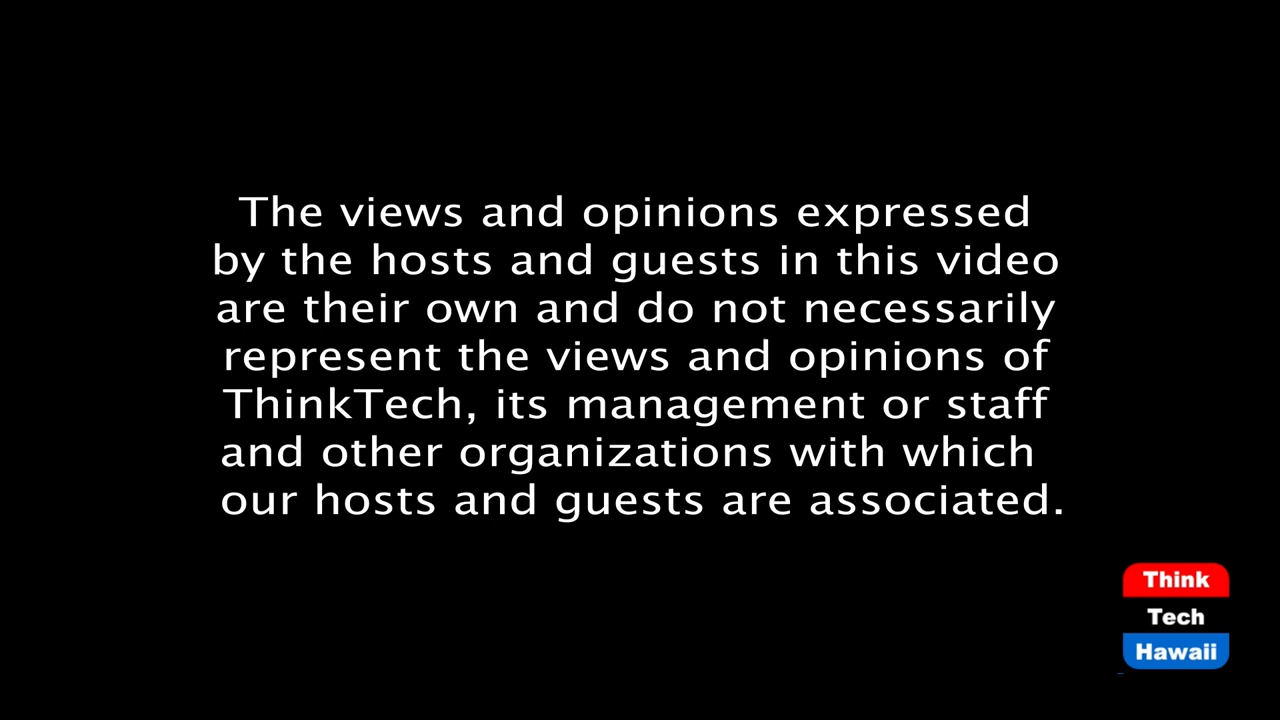 The views and opinions expressed
by the hosts and guests in this video
are their own and do not necessarily
represent the views and opinions of
ThinkTech, its management or staff
and other organizations with which
our hosts and guests are associated.
Think
Tech
Hawaii